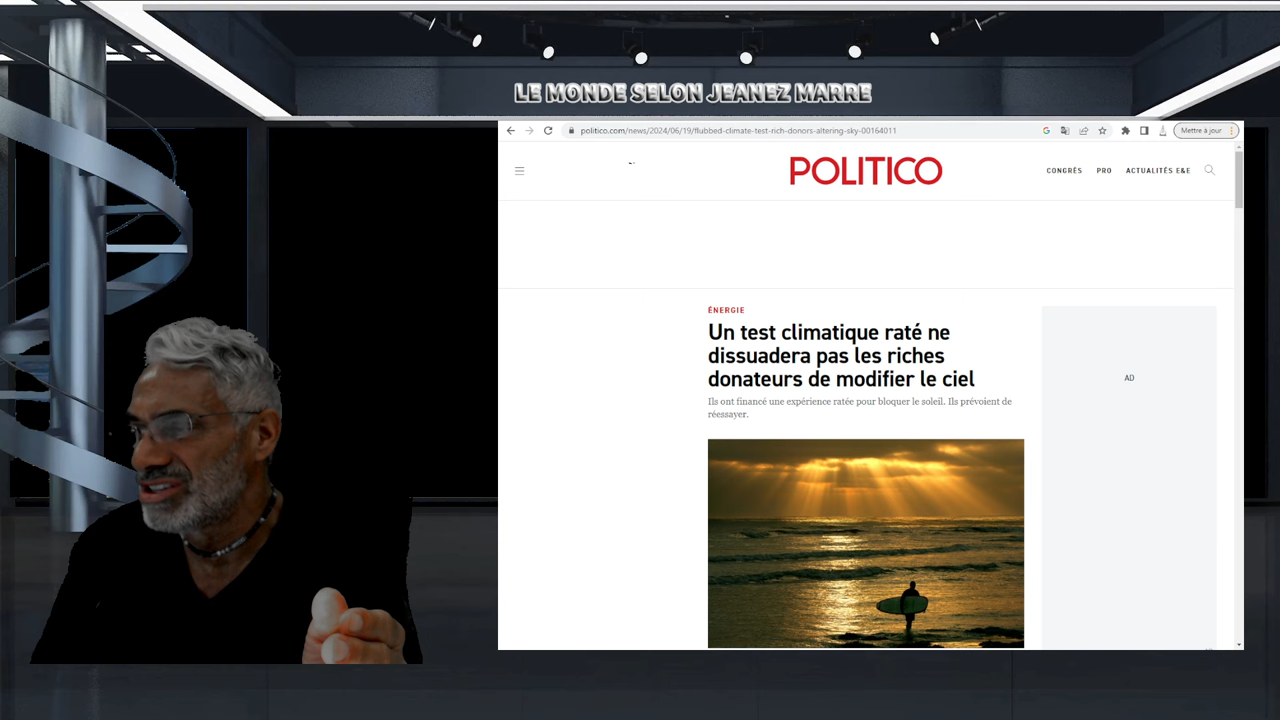 LE MONDE SELON JEANEZ MARRE
politico.com/news/2024/06/19/flubbed-climate-test-rich-donors-altering-sky-00164011
Mettre à jour
POLITICO
CONGRÈS PRO ACTUALITÉS E&E
ÉNERGIE
Un test climatique raté ne
dissuadera pas les riches
donateurs de modifier le ciel
Ils ont financé une expérience ratée pour bloquer le soleil. Ils prévoient de
réessayer.
AD